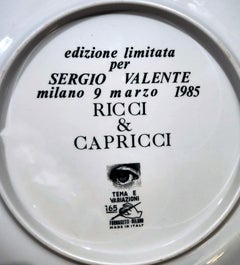 edizione limitata
per
SERGIO VALENTE
milano 9 marzo 1985
RICCI
&
CAPRICCI
TEMA E
VARIAZIONI
165
FORNASETTI-MILANO
MADE IN ITALY